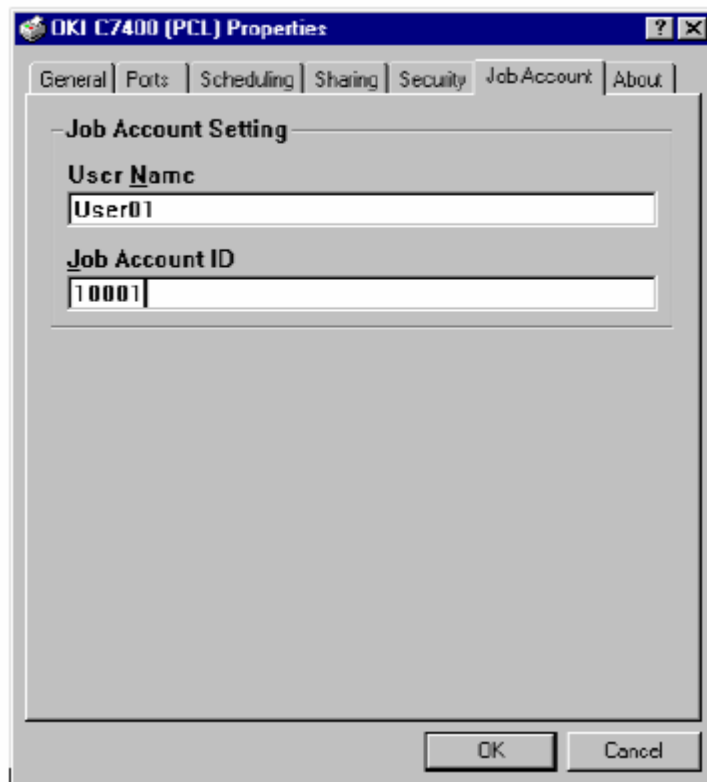 OKI C7400 (PCL) Properties
General Ports Scheduling Sharing Security Job Account About
Job Account Setting
User Name
User01
Job Account ID
10001
OK Cancel